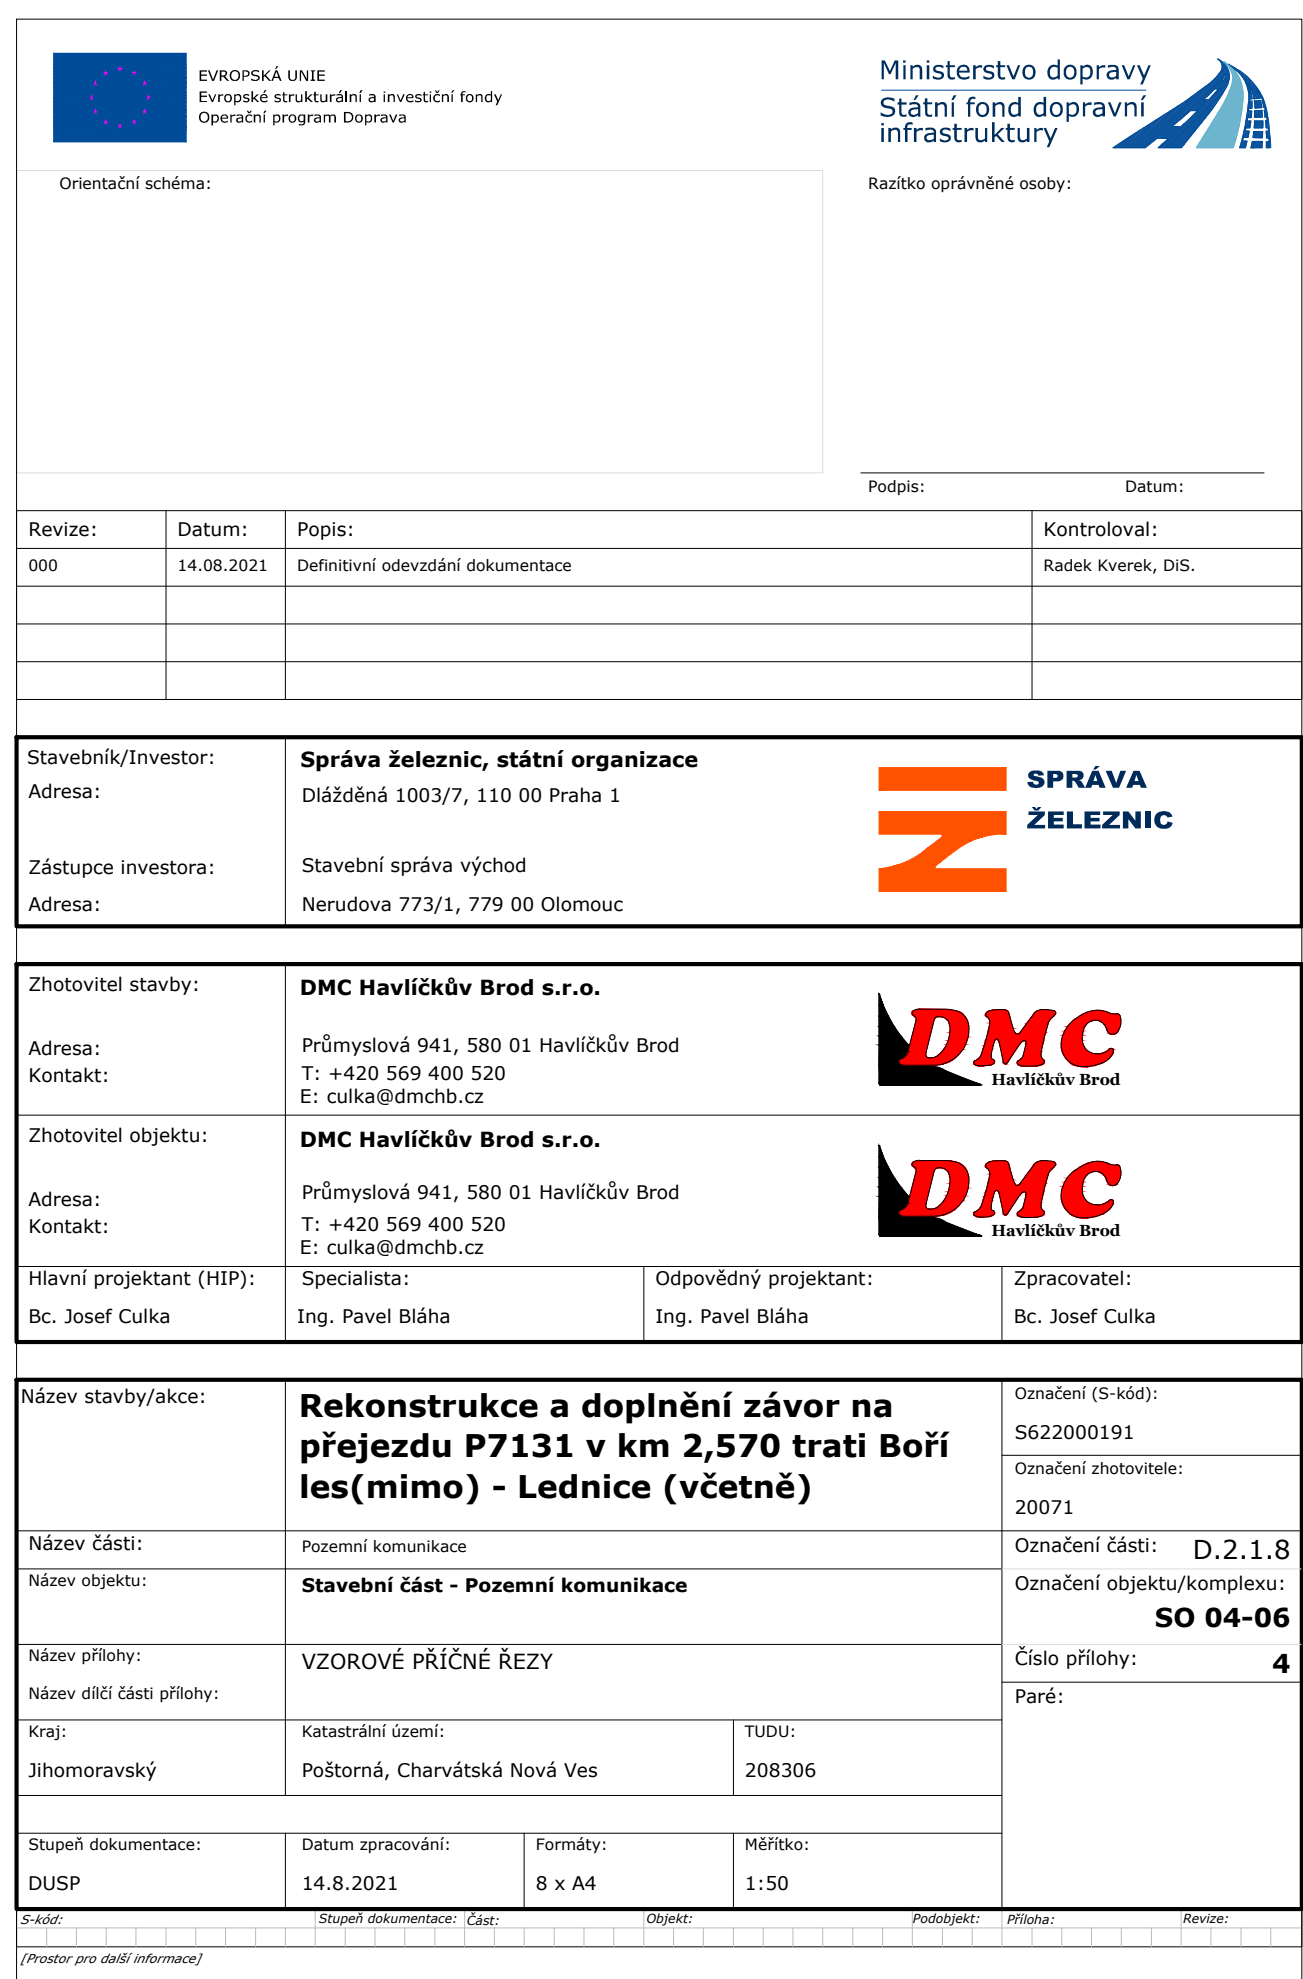 EVROPSKÁ UNIE
Evropské strukturální a investiční fondy
Operační program Doprava
Ministerstvo dopravy
Státní fond dopravní
infrastruktury
Orientační schéma:
Razítko oprávněné osoby:
Podpis:
Datum:
Revize:
Datum:
Popis:
Kontroloval:
000
14.08.2021
Definitivní odevzdání dokumentace
Radek Kverek, DiS.
Stavebník/Investor:
Správa železnic, státní organizace
Adresa:
Dlážděná 1003/7, 110 00 Praha 1
SPRÁVA
ŽELEZNIC
Zástupce investora:
Stavební správa východ
Adresa:
Nerudova 773/1, 779 00 Olomouc
Zhotovitel stavby:
DMC Havlíčkův Brod s.r.o.
Adresa:
Průmyslová 941, 580 01 Havlíčkův Brod
Kontakt:
T: +420 569 400 520
E: culka@dmchb.cz
DMC
Havlíčkův Brod
Zhotovitel objektu:
DMC Havlíčkův Brod s.r.o.
Adresa:
Průmyslová 941, 580 01 Havlíčkův Brod
Kontakt:
T: +420 569 400 520
E: culka@dmchb.cz
DMC
Havlíčkův Brod
Hlavní projektant (HIP):
Specialista:
Odpovědný projektant:
Zpracovatel:
Bc. Josef Culka
Ing. Pavel Bláha
Ing. Pavel Bláha
Bc. Josef Culka
Název stavby/akce:
Rekonstrukce a doplnění závor na
přejezdu P7131 v km 2,570 trati Boří
les(mimo) - Lednice (včetně)
Označení (S-kód):
S622000191
Označení zhotovitele:
20071
Název části:
Pozemní komunikace
Označení části:
D.2.1.8
Název objektu:
Stavební část - Pozemní komunikace
Označení objektu/komplexu:
SO 04-06
Název přílohy:
VZOROVÉ PŘÍČNÉ ŘEZY
Číslo přílohy:
4
Název dílčí části přílohy:
Paré:
Kraj:
Katastrální území:
TUDU:
Jihomoravský
Poštorná, Charvátská Nová Ves
208306
Stupeň dokumentace:
Datum zpracování:
Formáty:
Měřítko:
DUSP
14.8.2021
8 x A4
1:50
S-kód:
Stupeň dokumentace:
Část:
Objekt:
Podobjekt:
Příloha:
Revize:
[Prostor pro další informace]